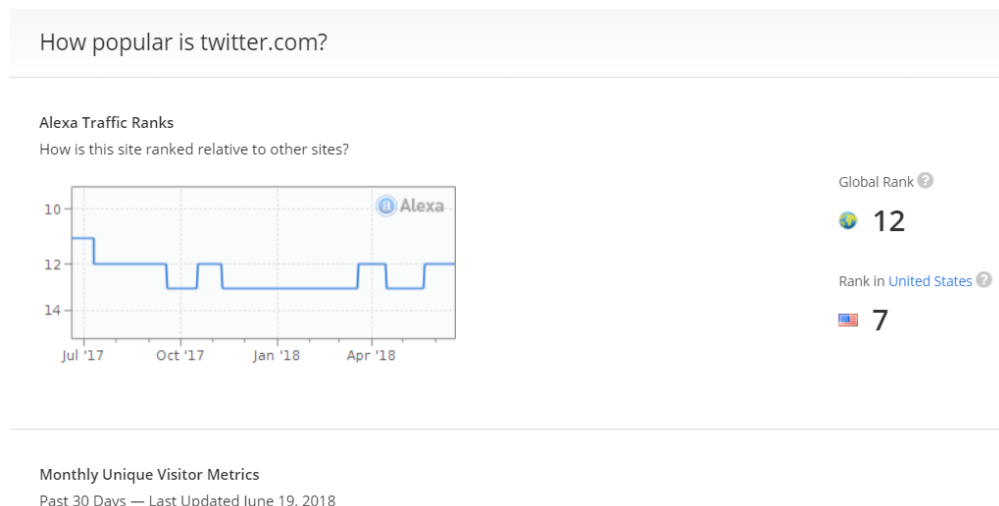 How popular is twitter.com?
Alexa Traffic Ranks
How is this site ranked relative to other sites?
Global Rank ?
12
Rank in United States ?
7
a Alexa
10
12
14
Jul '17 Oct '17 Jan '18 Apr '18
Monthly Unique Visitor Metrics
Past 30 Days — Last Updated June 19, 2018